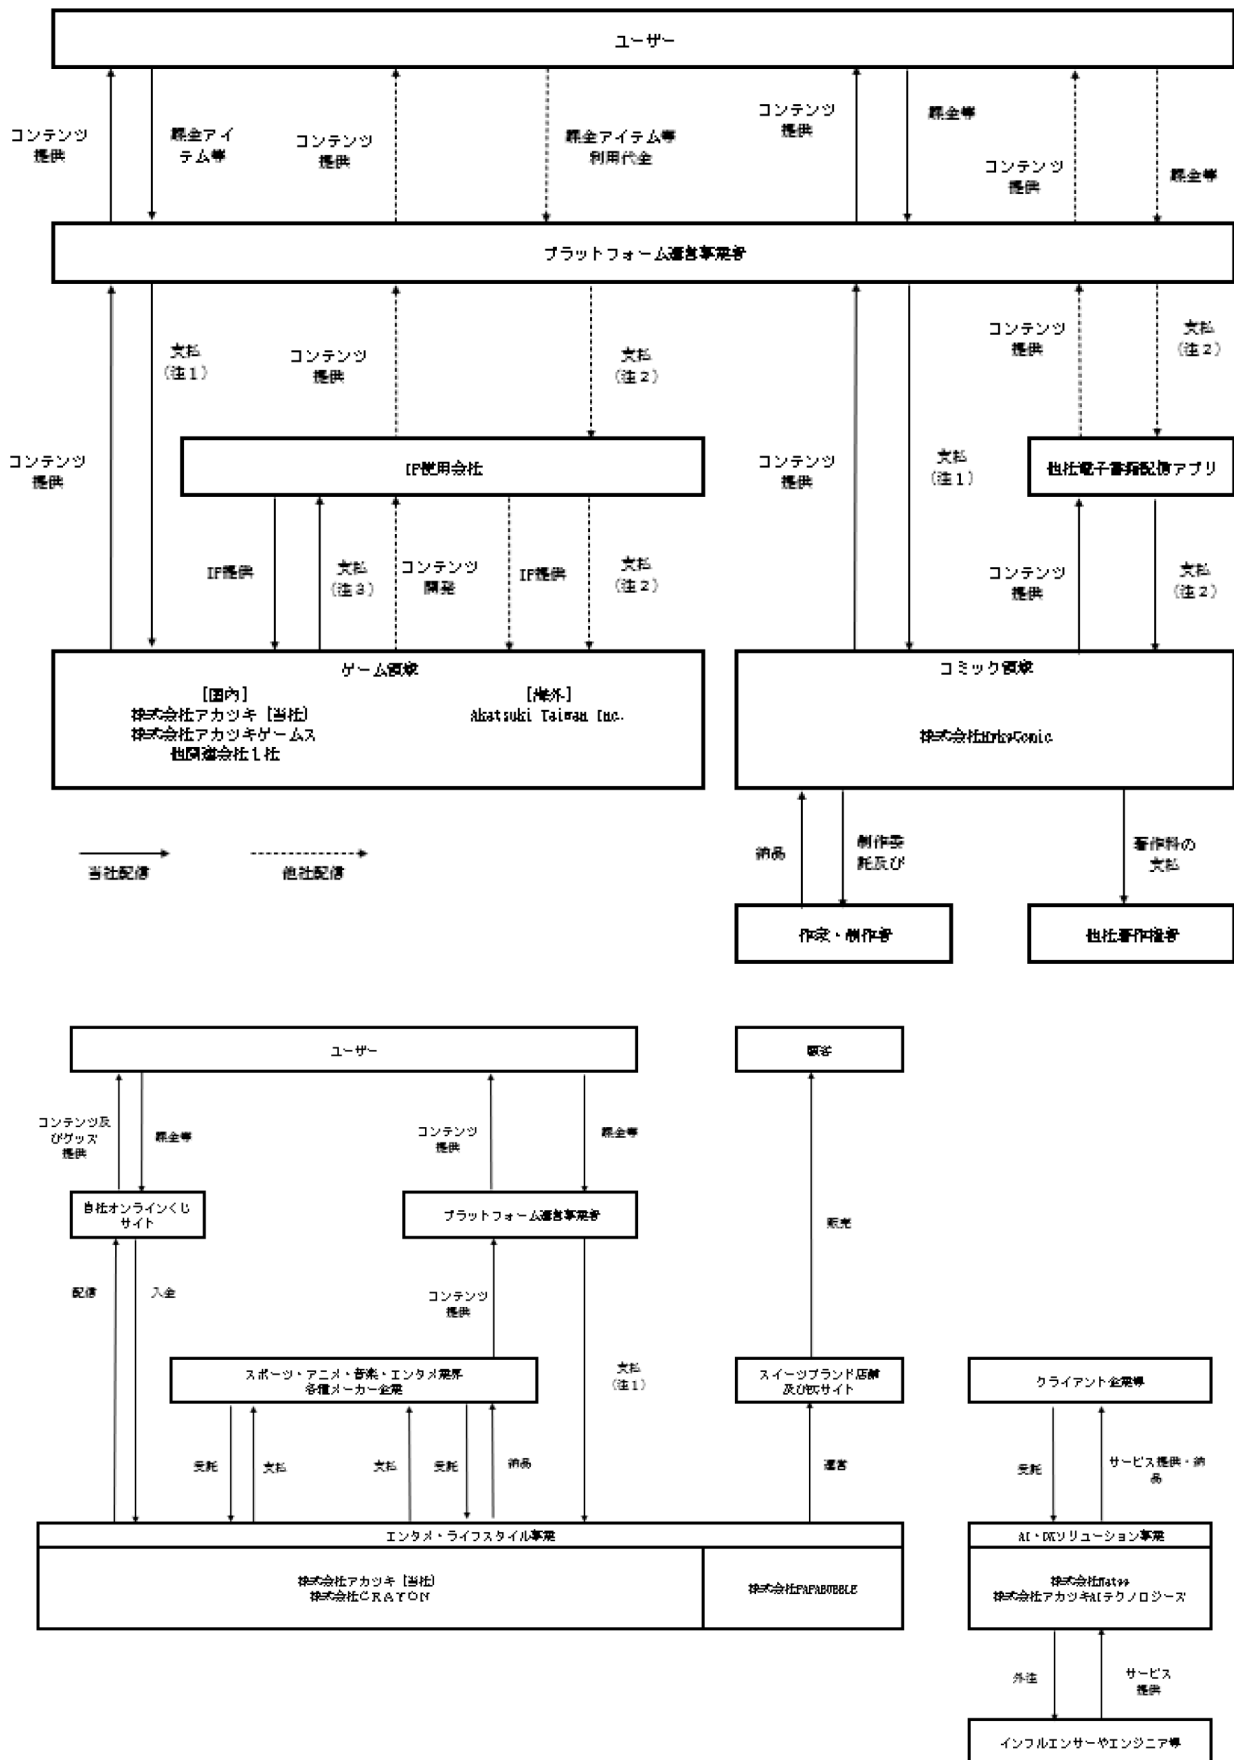 ユーザー
コンテンツ
提供
課金アイ
テム等
コンテンツ
提供
課金アイテム等
利用代金
コンテンツ
提供
課金等
コンテンツ
提供
課金等
プラットフォーム運営事業者
コンテンツ
提供
支払
(注1)
コンテンツ
提供
支払
(注2)
コンテンツ
提供
支払
(注1)
コンテンツ
提供
支払
(注2)
IP使用会社
他社電子書籍配信アプリ
IP提供
支払
(注3)
コンテンツ
開発
IP提供
支払
(注2)
コンテンツ
提供
支払
(注2)
ゲーム領域
[国内]
株式会社アカツキ [当社]
株式会社アカツキゲームス
他関連会社1社
[海外]
Akatsuki Taiwan Inc.
コミック領域
株式会社HykeComic
当社配信
他社配信
納品
制作委
託及び
著作料の
支払
作家・制作者
他社著作権者
ユーザー
顧客
コンテンツ及
びグッズ
提供
課金等
コンテンツ
提供
課金等
自社オンラインくじ
サイト
プラットフォーム運営事業者
販売
配信
入金
コンテンツ
提供
支払
(注1)
スポーツ・アニメ・音楽・エンタメ業界
各種メーカー企業
スイーツブランド店舗
及びECサイト
クライアント企業等
受託
支払
支払
受託
納品
運営
受託
サービス提供・納
品
エンタメ・ライフスタイル事業
株式会社アカツキ [当社]
株式会社CRAYON
株式会社PAPABUBBLE
AI・DXソリューション事業
株式会社Natee
株式会社アカツキAIテクノロジーズ
外注
サービス
提供
インフルエンサーやエンジニア等